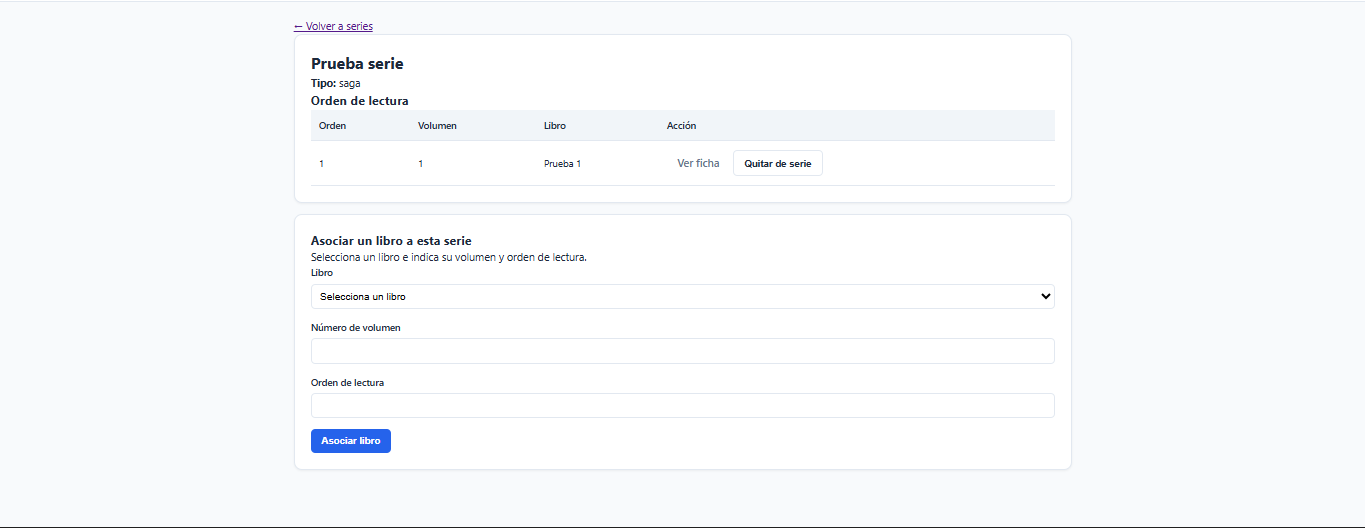 ← Volver a series
Prueba serie
Tipo: saga
Orden de lectura
Orden Volumen Libro Acción
1 1 Prueba 1 Ver ficha Quitar de serie
Asociar un libro a esta serie
Selecciona un libro e indica su volumen y orden de lectura.
Libro
Selecciona un libro
Número de volumen
Orden de lectura
Asociar libro